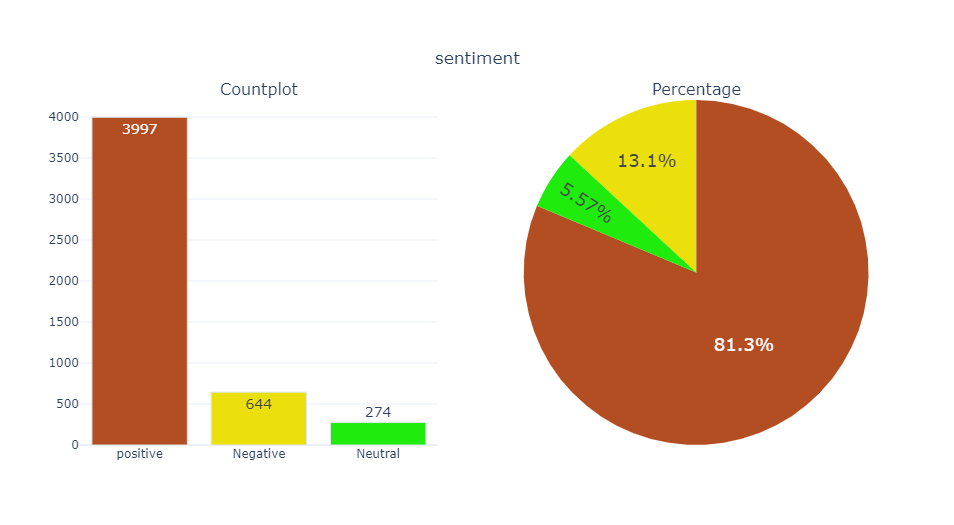 sentiment
Countplot
4000
3500
3000
2500
2000
1500
1000
500
0
3997
644
274
positive
Negative
Neutral
Percentage
13.1%
5.57%
81.3%